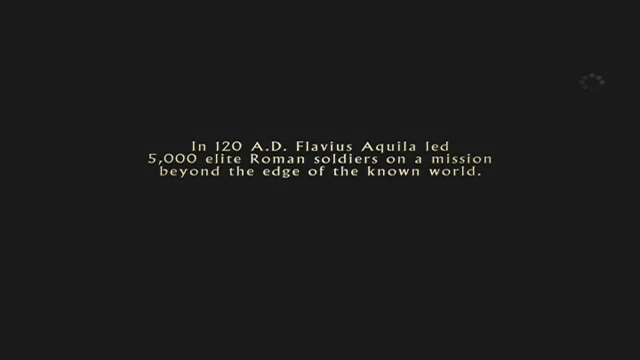 In 120 A.D. Flavius Aquila led
5,000 elite Roman soldiers on a mission
beyond the edge of the known world.